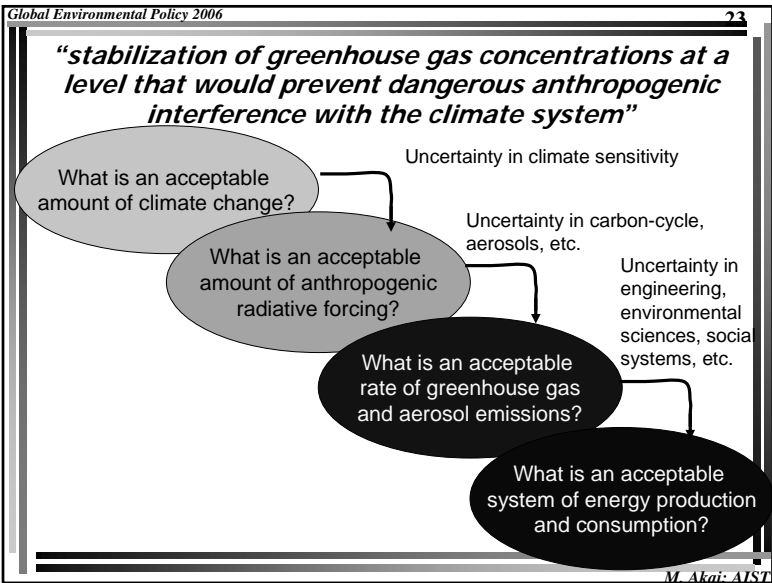 Global Environmental Policy 2006
23
“stabilization of greenhouse gas concentrations at a
level that would prevent dangerous anthropogenic
interference with the climate system”
Uncertainty in climate sensitivity
What is an acceptable
amount of climate change?
Uncertainty in carbon-cycle,
aerosols, etc.
What is an acceptable
amount of anthropogenic
radiative forcing?
Uncertainty in
engineering,
environmental
sciences, social
systems, etc.
What is an acceptable
rate of greenhouse gas
and aerosol emissions?
What is an acceptable
system of energy production
and consumption?
M. Akai; AIST